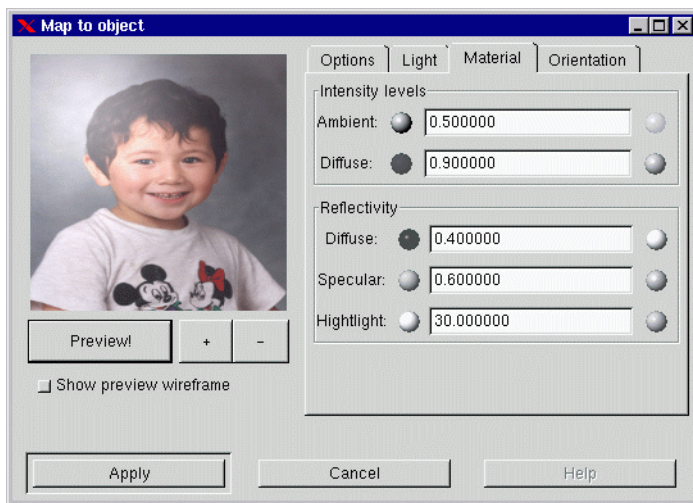 Map to object
Options Light Material Orientation
Intensity levels
Ambient: 0.500000
Diffuse: 0.900000
Reflectivity
Diffuse: 0.400000
Specular: 0.600000
Hightlight: 30.000000
Preview! + -
Show preview wireframe
Apply Cancel Help